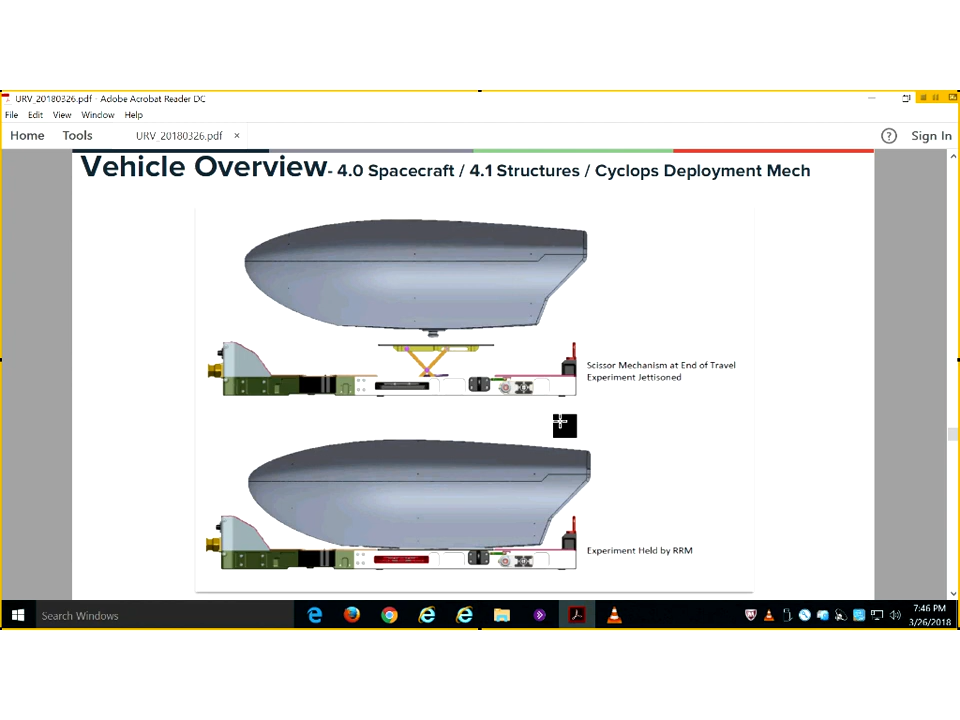 URV_20180326.pdf - Adobe Acrobat Reader DC
File Edit View Window Help
Home Tools URV_20180326.pdf × ? Sign In
Vehicle Overview- 4.0 Spacecraft / 4.1 Structures / Cyclops Deployment Mech
Scissor Mechanism at End of Travel
Experiment Jettisoned
Experiment Held by RRM
Search Windows
7:46 PM
3/26/2018